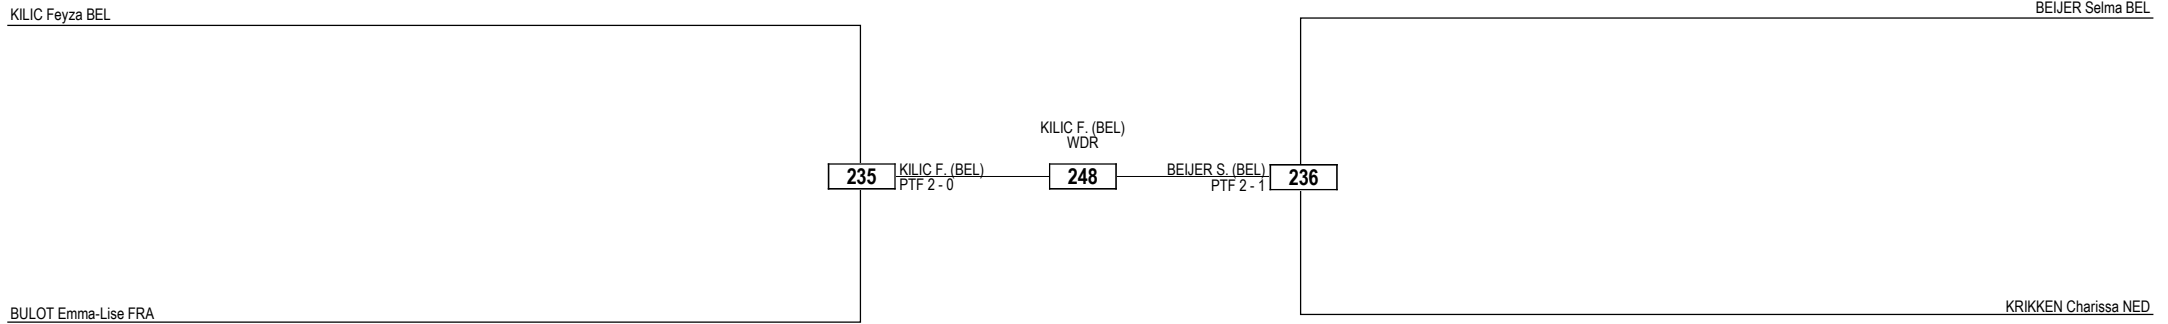 KILIC Feyza BEL
BEIJER Selma BEL
KILIC F. (BEL)
WDR
235
KILIC F. (BEL)
PTF 2 - 0
248
BEIJER S. (BEL)
PTF 2 - 1
236
BULOT Emma-Lise FRA
KRIKKEN Charissa NED